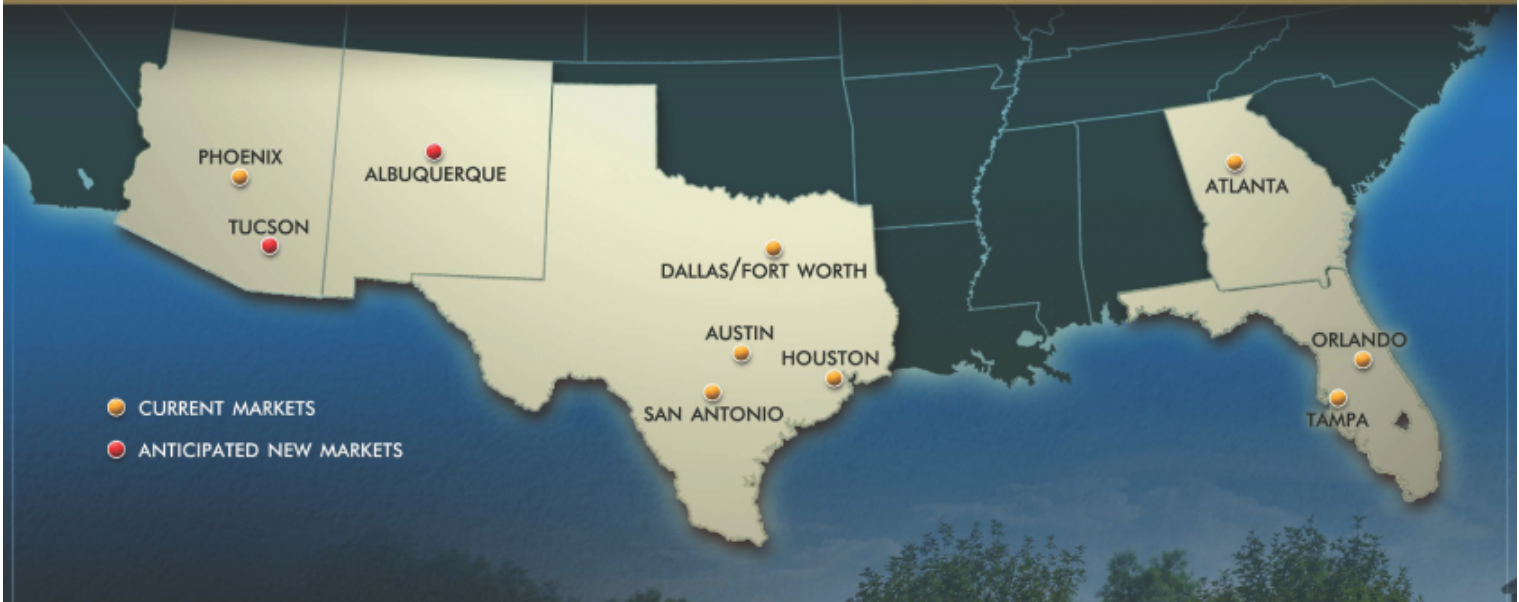 PHOENIX
ALBUQUERQUE
ATLANTA
TUCSON
DALLAS/FORT WORTH
AUSTIN
HOUSTON
ORLANDO
SAN ANTONIO
TAMPA
CURRENT MARKETS
ANTICIPATED NEW MARKETS